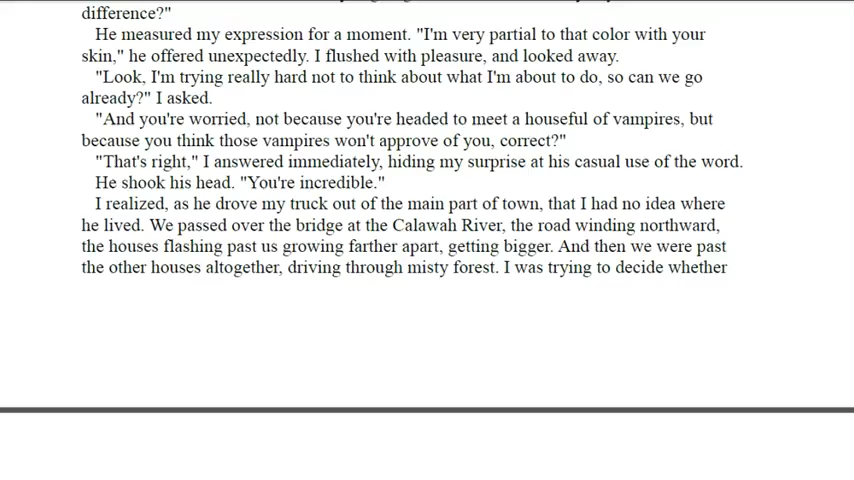 difference?"
He measured my expression for a moment. "I'm very partial to that color with your
skin," he offered unexpectedly. I flushed with pleasure, and looked away.
"Look, I'm trying really hard not to think about what I'm about to do, so can we go
already?" I asked.
"And you're worried, not because you're headed to meet a houseful of vampires, but
because you think those vampires won't approve of you, correct?"
"That's right," I answered immediately, hiding my surprise at his casual use of the word.
He shook his head. "You're incredible."
I realized, as he drove my truck out of the main part of town, that I had no idea where
he lived. We passed over the bridge at the Calawah River, the road winding northward,
the houses flashing past us growing farther apart, getting bigger. And then we were past
the other houses altogether, driving through misty forest. I was trying to decide whether